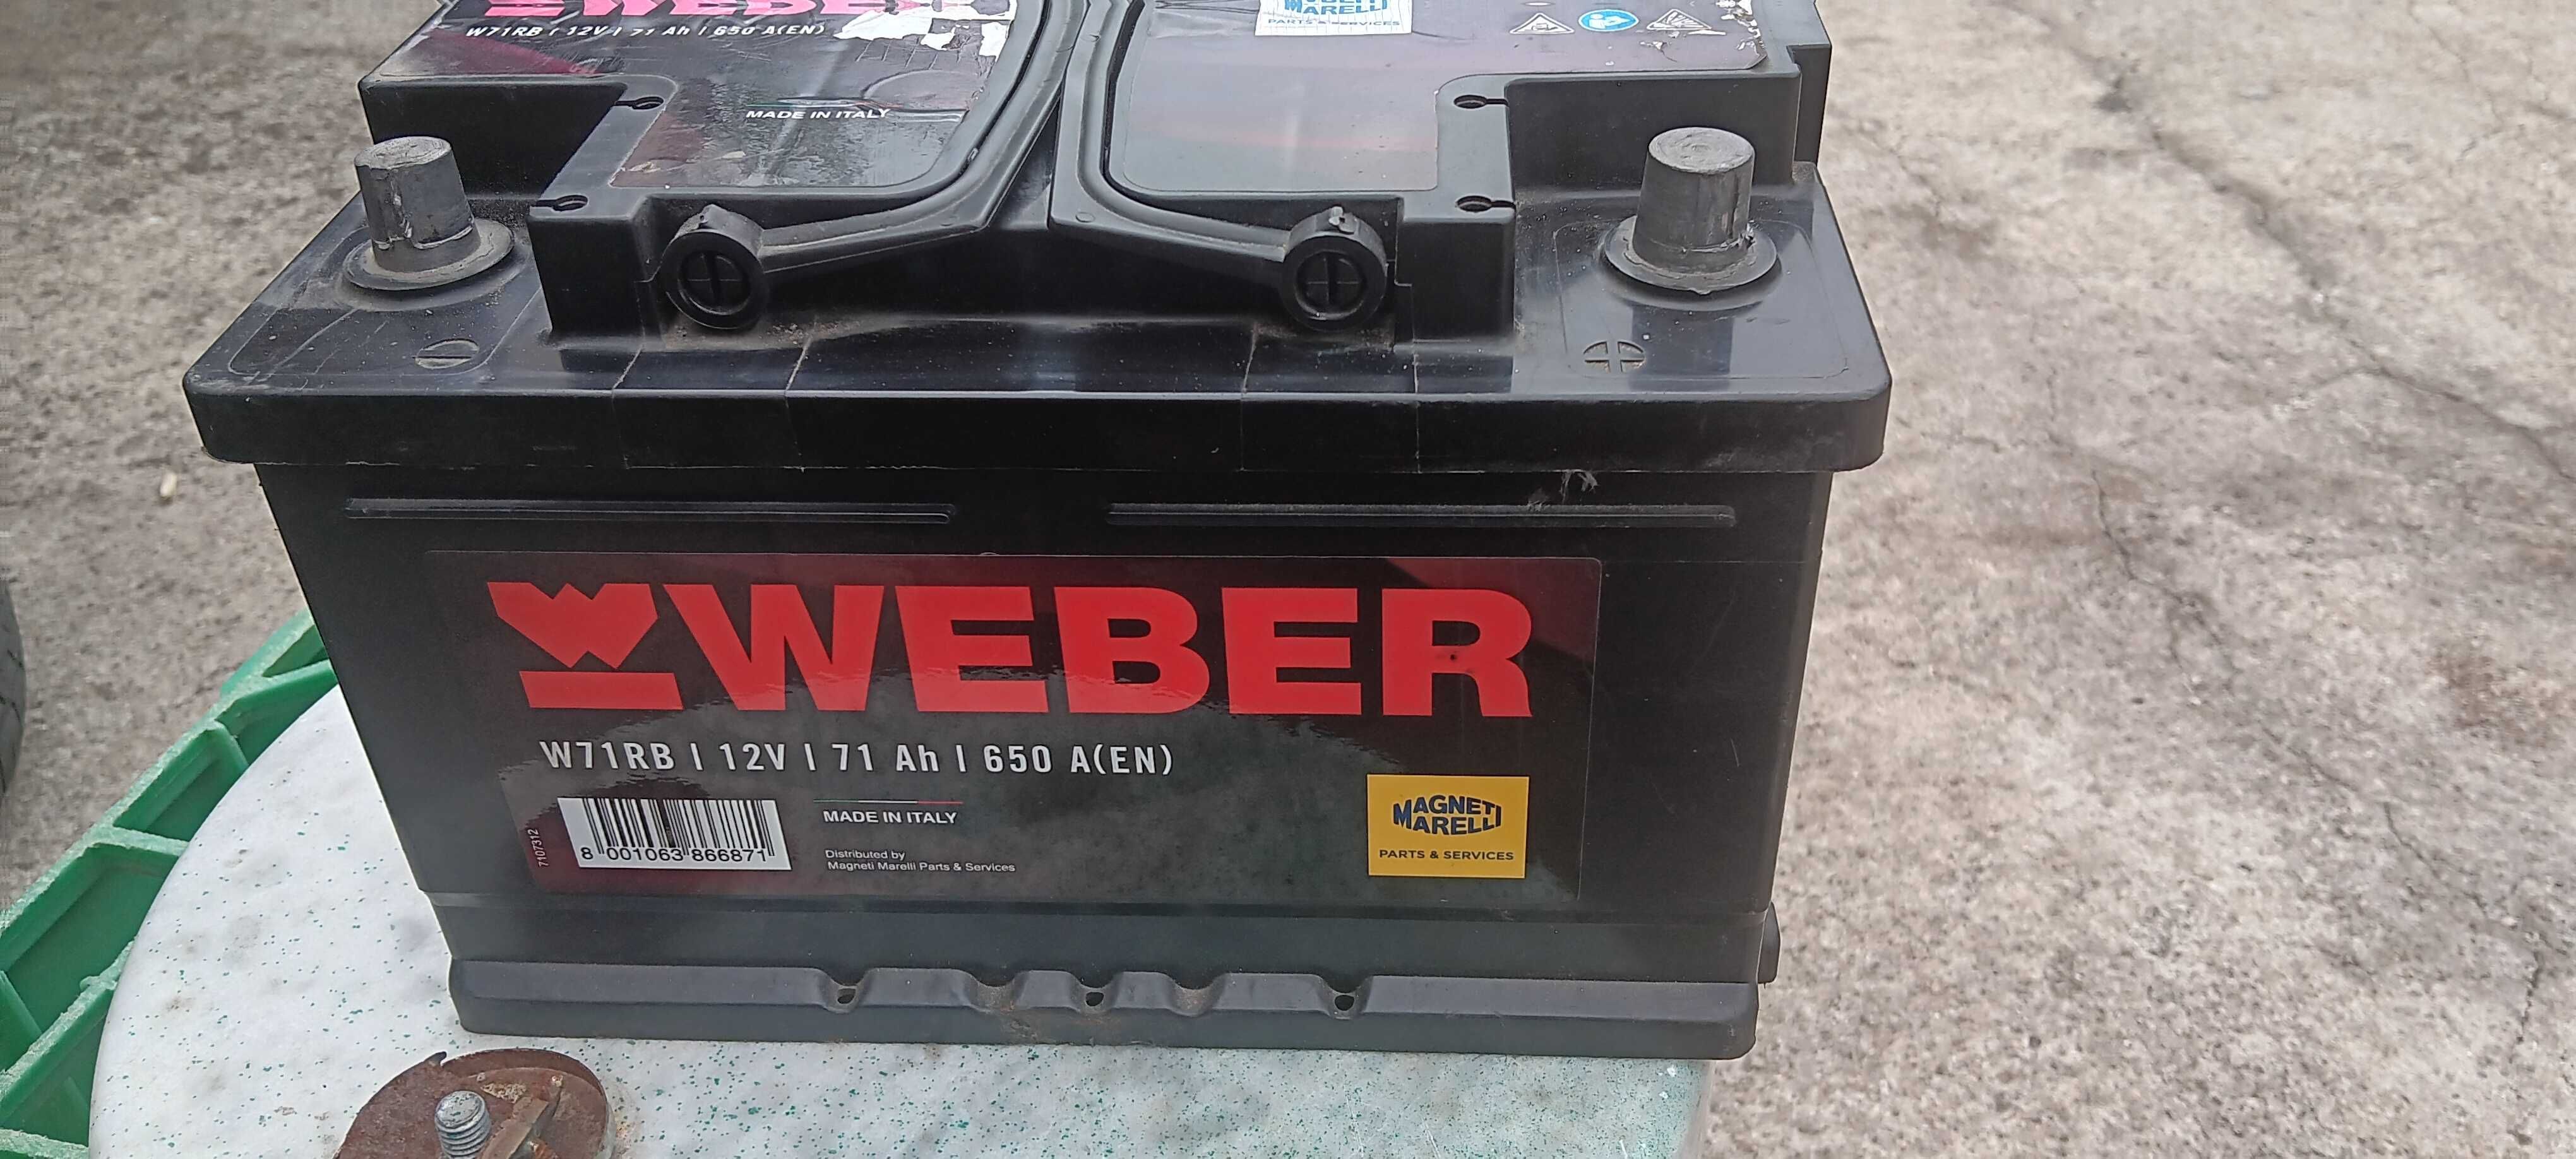 WEBER
W71RB | 12V | 71 Ah | 650 A(EN)
MADE IN ITALY
MARELLI
PARTS & SERVICES
WEBER
W71RB | 12V | 71 Ah | 650 A(EN)
7107312
8 001063 866871
MADE IN ITALY
Distributed by
Magneti Marelli Parts & Services
MAGNETI
MARELLI
PARTS & SERVICES